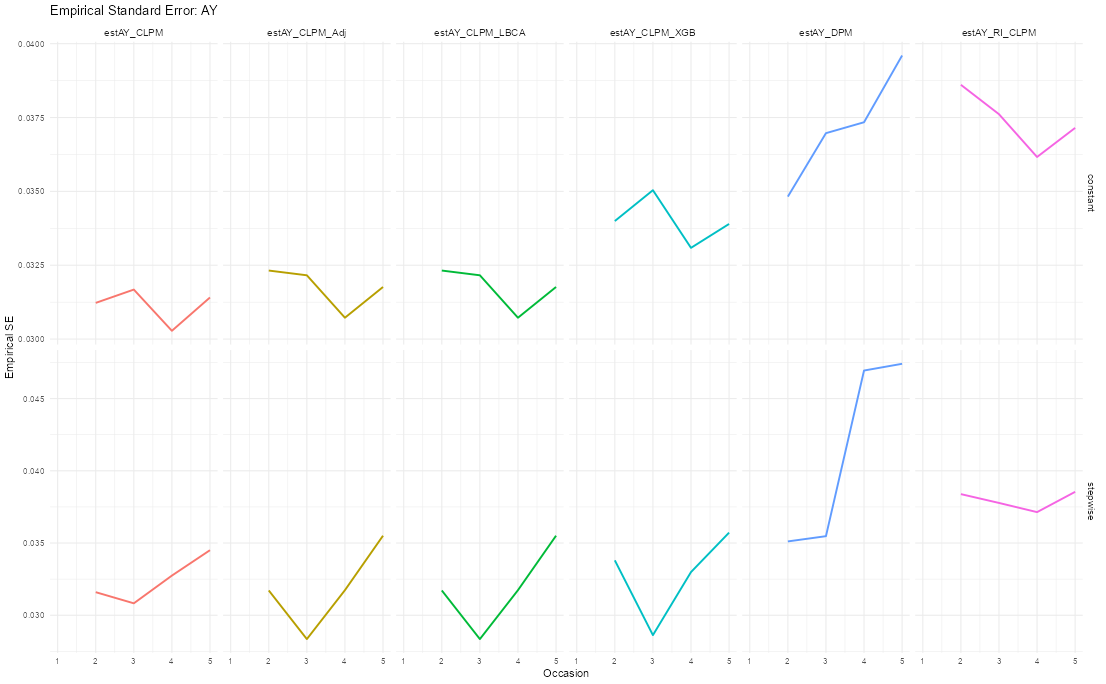 Empirical Standard Error: AY
estAY_CLPM estAY_CLPM_Adj estAY_CLPM_LBCA estAY_CLPM_XGB estAY_DPM estAY_RI_CLPM
0.0400
0.0375
0.0350
0.0325
0.0300
constant
Empirical SE
0.045
0.040
0.035
0.030
stepwise
1 2 3 4 5 1 2 3 4 5 1 2 3 4 5 1 2 3 4 5 1 2 3 4 5 1 2 3 4 5
Occasion